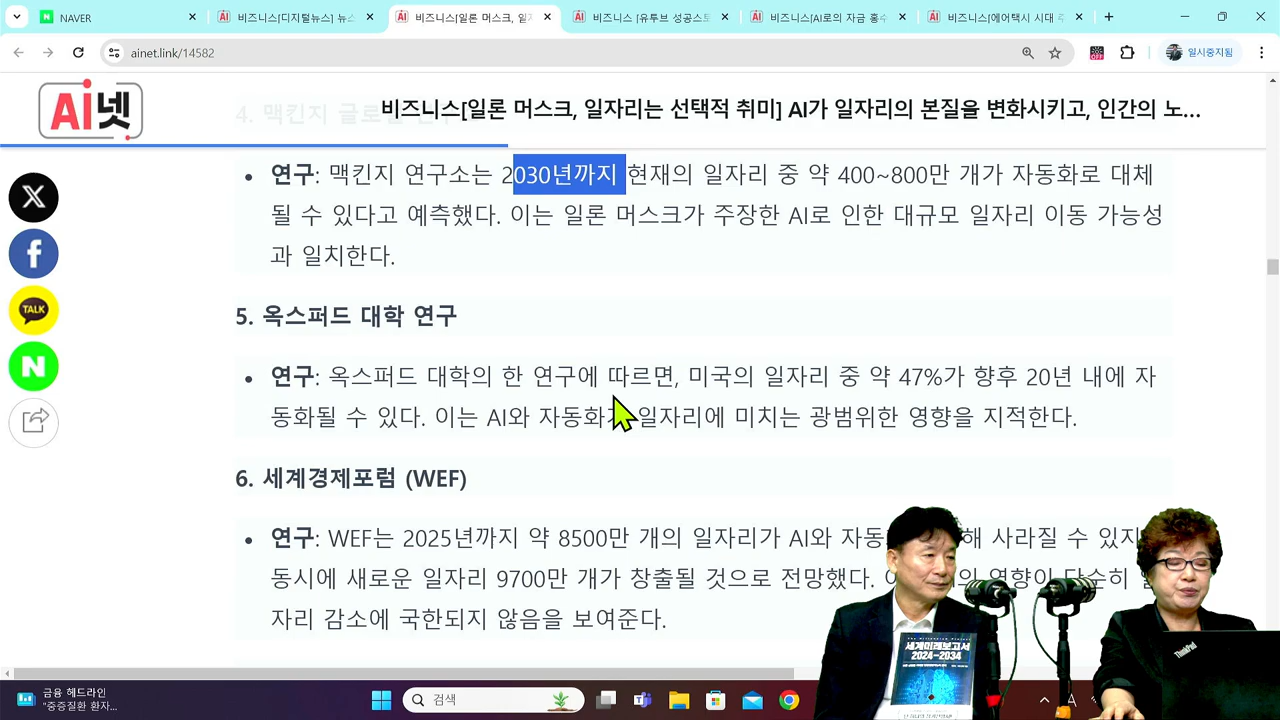 NAVER
비즈니스[디지털뉴스] 뉴스
비즈니스[일론 머스크, 일자
비즈니스 [유투브 성공스토
비즈니스[AI로의 자금 홍수
비즈니스[에어택시 시대 주
ainet.link/14582
OFF
일시중지됨
Ai넷
4. 맥킨지 글로벌
비즈니스[일론 머스크, 일자리는 선택적 취미] AI가 일자리의 본질을 변화시키고, 인간의 노...
• 연구: 맥킨지 연구소는 2030년까지 현재의 일자리 중 약 400~800만 개가 자동화로 대체
될 수 있다고 예측했다. 이는 일론 머스크가 주장한 AI로 인한 대규모 일자리 이동 가능성
과 일치한다.
TALK
N
5. 옥스퍼드 대학 연구
• 연구: 옥스퍼드 대학의 한 연구에 따르면, 미국의 일자리 중 약 47%가 향후 20년 내에 자
동화될 수 있다. 이는 AI와 자동화가 일자리에 미치는 광범위한 영향을 지적한다.
6. 세계경제포럼 (WEF)
• 연구: WEF는 2025년까지 약 8500만 개의 일자리가 AI와 자동 해 사라질 수 있지
동시에 새로운 일자리 9700만 개가 창출될 것으로 전망했다. 영향이 단순히
자리 감소에 국한되지 않음을 보여준다.
세계미래보고서
2024-2034
ThinkPad
금융 헤드라인
"중증질환 환자...
검색